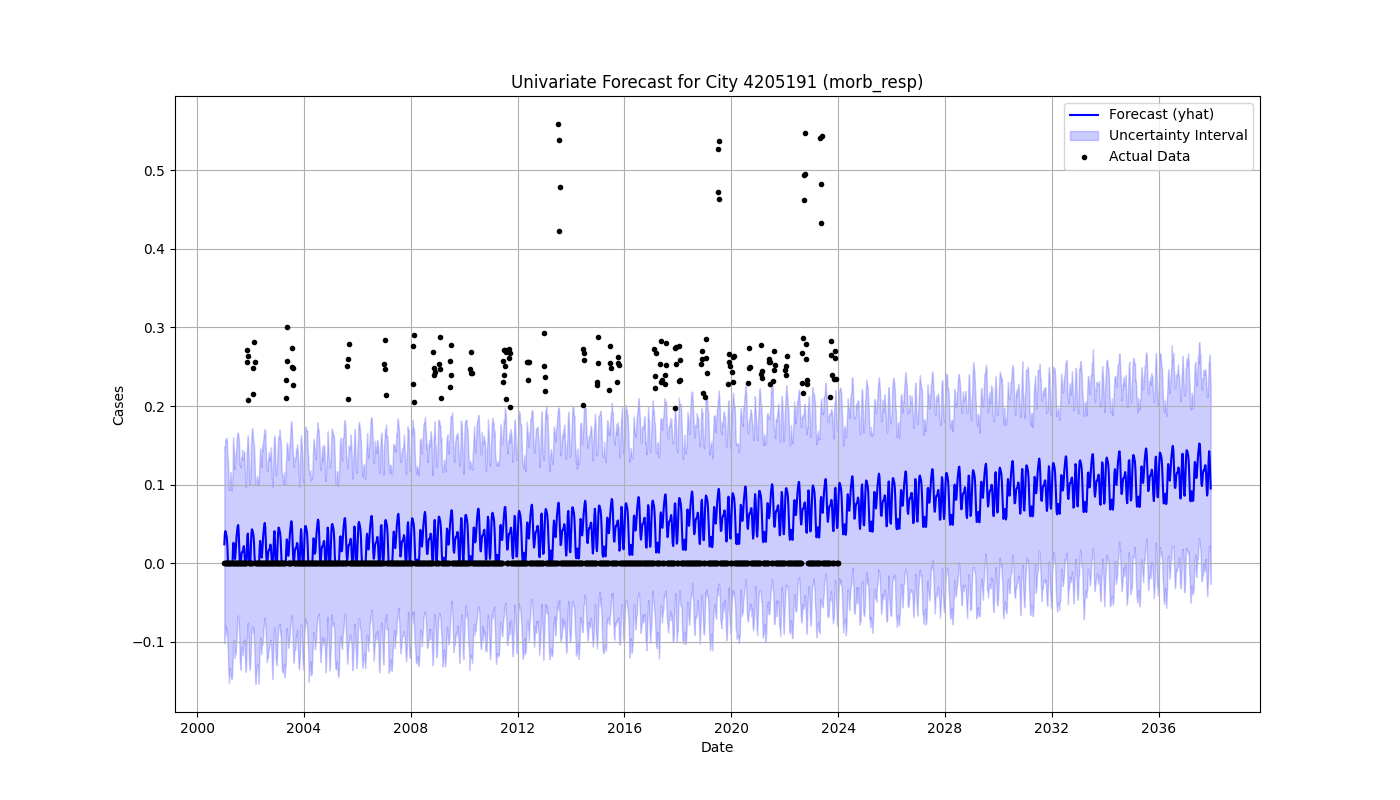 Univariate Forecast for City 4205191 (morb_resp)
Forecast (yhat)
Uncertainty Interval
Actual Data
Cases
0.5
0.4
0.3
0.2
0.1
0.0
−0.1
2000 2004 2008 2012 2016 2020 2024 2028 2032 2036
Date